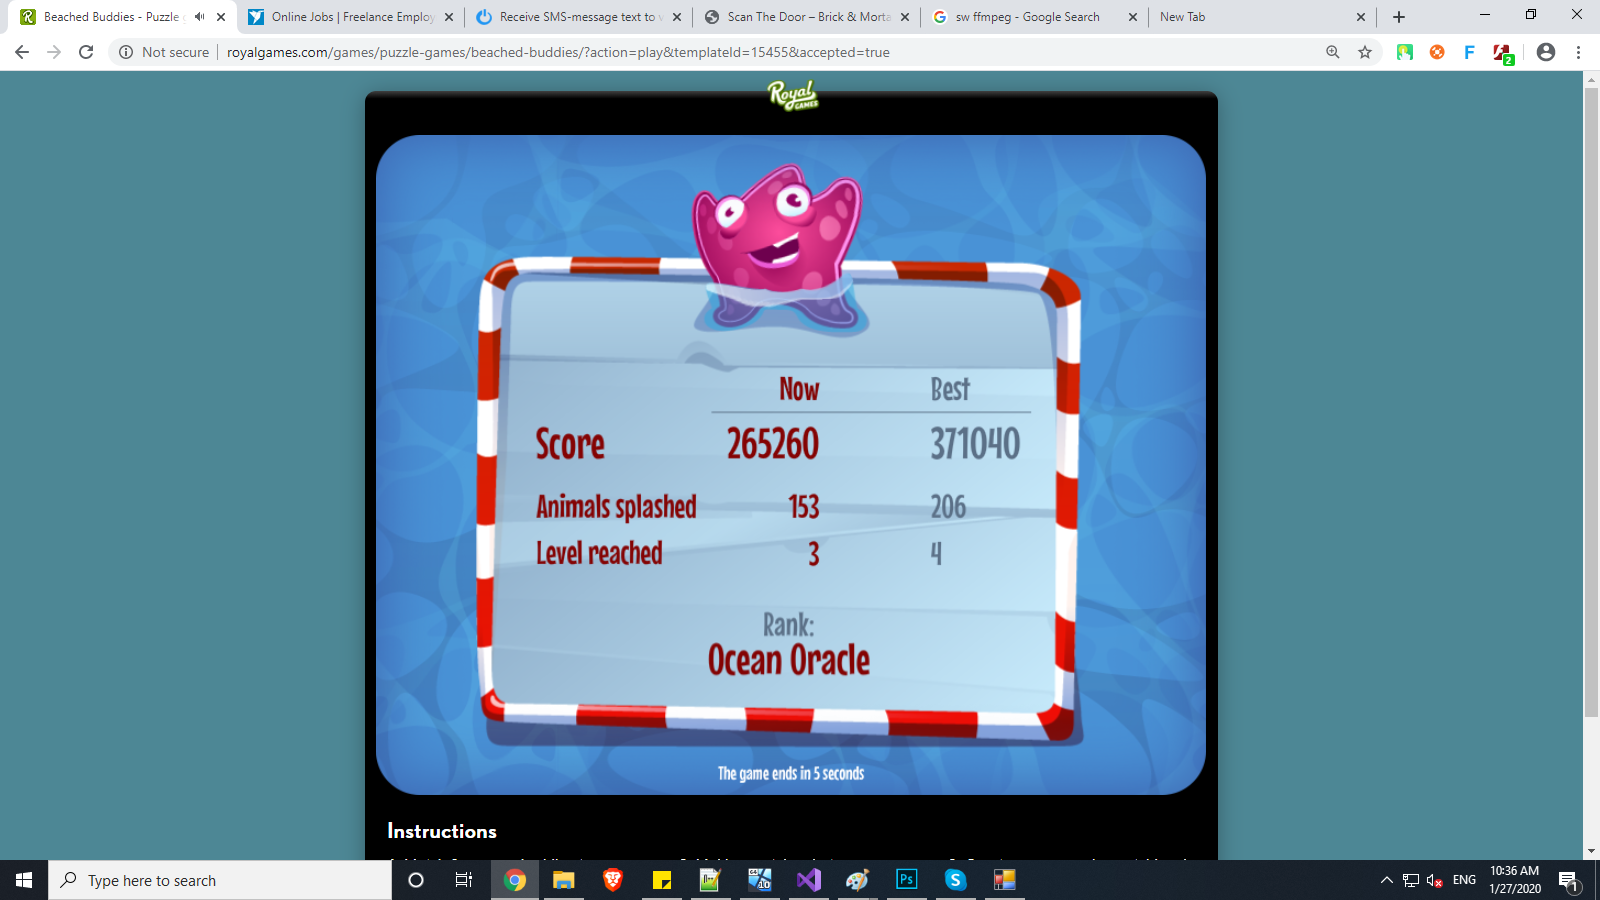 Beached Buddies - Puzzle
Online Jobs | Freelance Employ
Receive SMS-message text to v
Scan The Door – Brick & Morta
sw ffmpeg - Google Search
New Tab
Not secure
royalgames.com/games/puzzle-games/beached-buddies/?action=play&templateId=15455&accepted=true
2
Royal
GAMES
Now Best
Score 265260 371040
Animals splashed 153 206
Level reached 3 4
Rank:
Ocean Oracle
The game ends in 5 seconds
Instructions
Type here to search
Ps
ENG
10:36 AM
1/27/2020
1